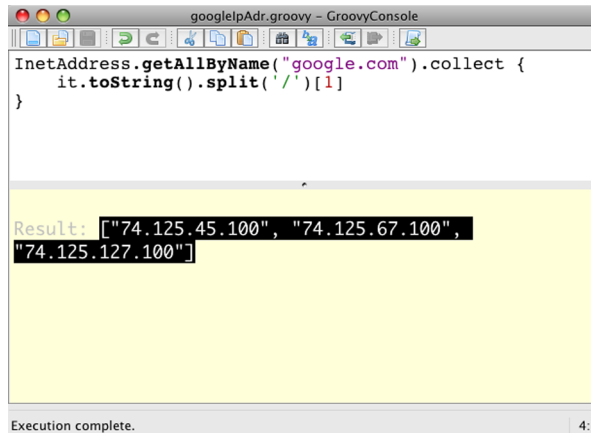 googleIpAdr.groovy – GroovyConsole
InetAddress.getAllByName("google.com").collect {
    it.toString().split('/')[1]
}
Result: ["74.125.45.100", "74.125.67.100",
"74.125.127.100"]
Execution complete.
4: